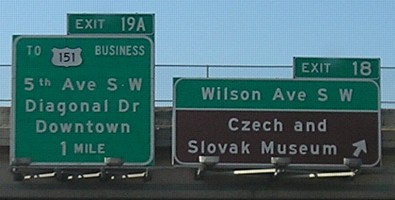 EXIT 19A
TO 151 BUSINESS
5th Ave S W
Diagonal Dr
Downtown
1 MILE
EXIT 18
Wilson Ave S W
Czech and
Slovak Museum